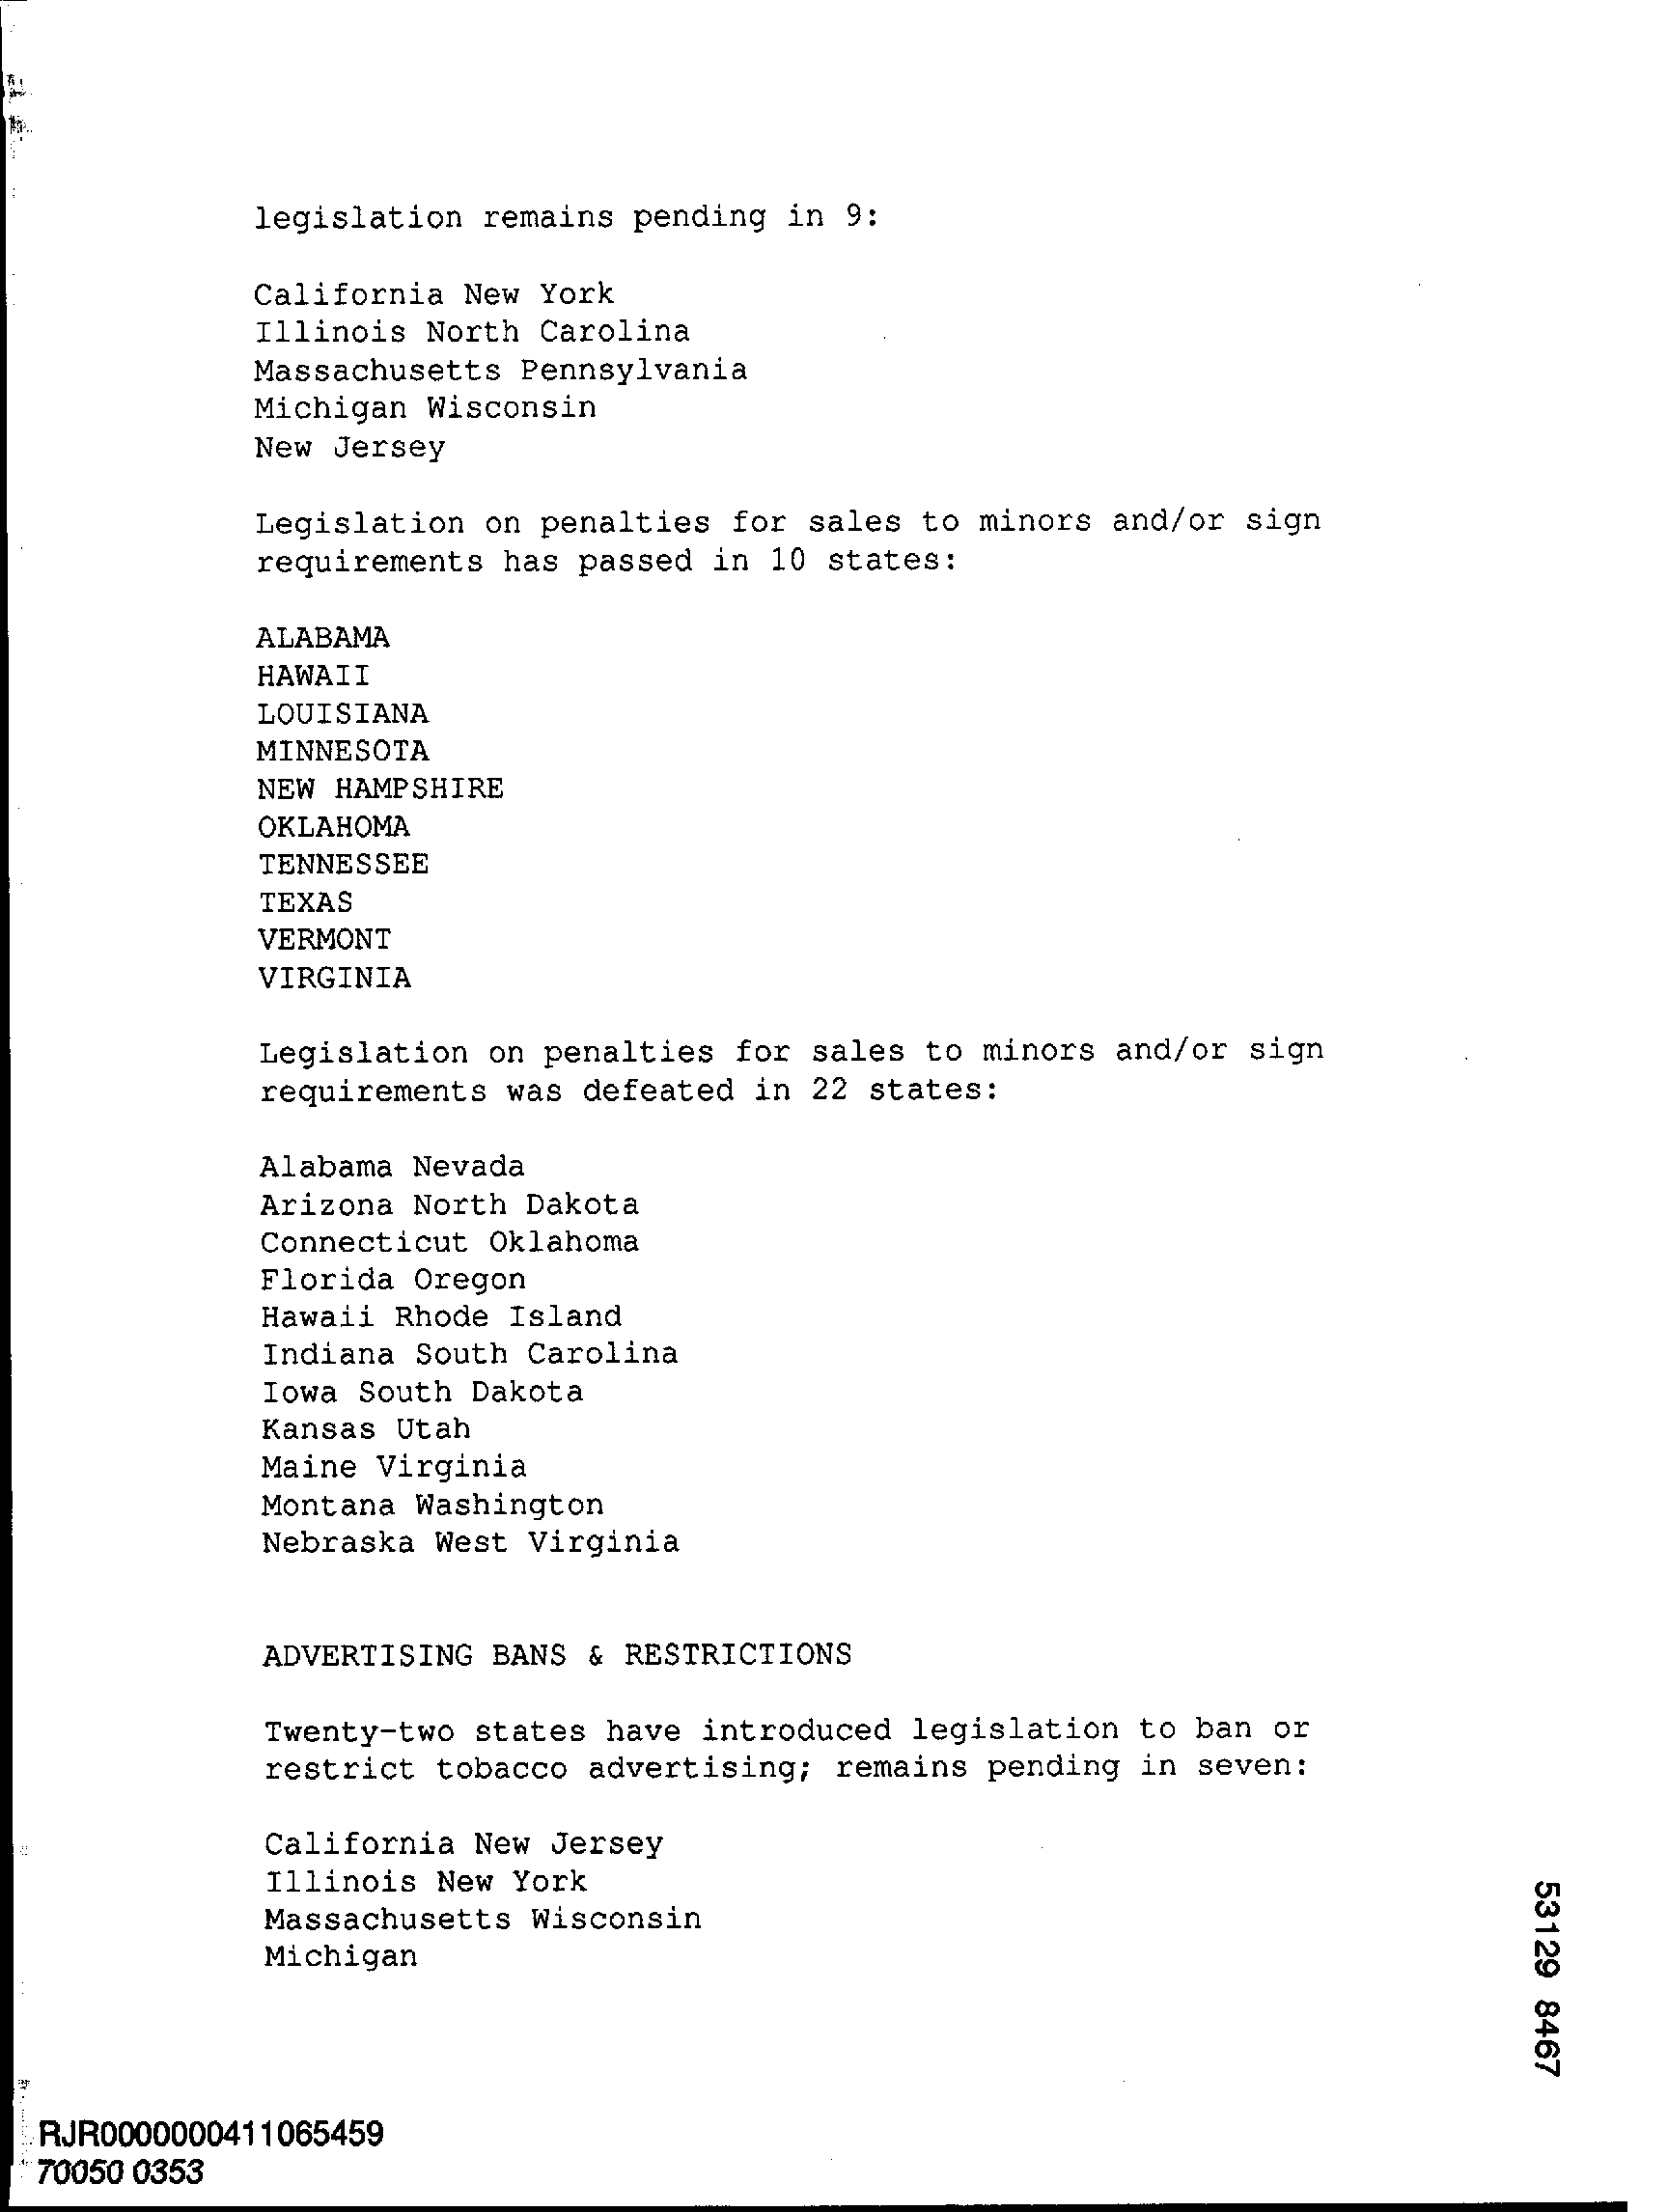 legislation remains pending in 9:
California New York
Illinois North Carolina
Massachusetts Pennsylvania
Michigan Wisconsin
New Jersey
Legislation on penalties for sales to minors and/or sign
requirements has passed in 10 states:
ALABAMA
HAWAII
LOUISIANA
MINNESOTA
NEW HAMPSHIRE
OKLAHOMA
TENNESSEE
TEXAS
VERMONT
VIRGINIA
Legislation on penalties for sales to minors and/or sign
requirements was defeated in 22 states:
Alabama Nevada
Arizona North Dakota
Connecticut Oklahoma
Florida Oregon
Hawaii Rhode Island
Indiana South Carolina
Iowa South Dakota
Kansas Utah
Maine Virginia
Montana Washington
Nebraska West Virginia
ADVERTISING BANS & RESTRICTIONS
Twenty-two states have introduced legislation to ban or
restrict tobacco advertising; remains pending in seven:
California New Jersey
Illinois New York
Massachusetts Wisconsin
Michigan
53129 8467
RJR0000000411065459
70050 0353